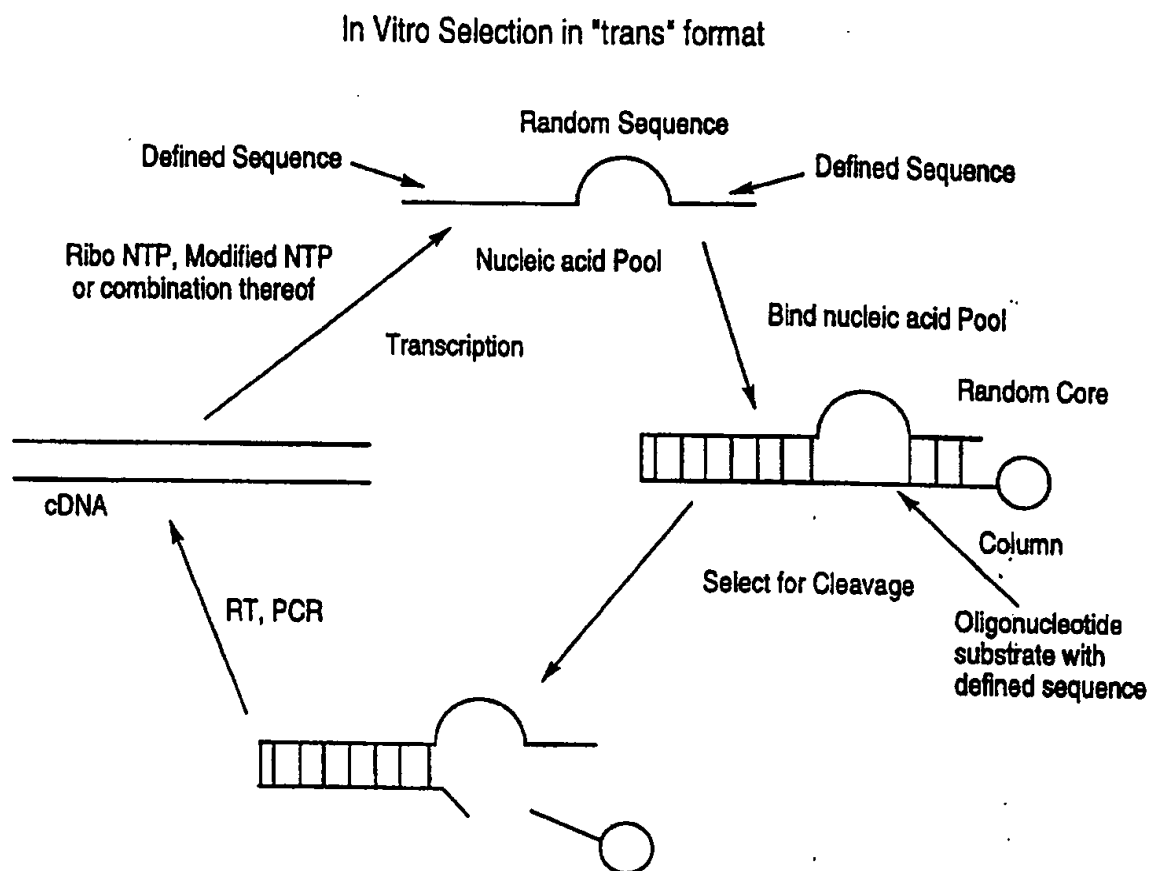 In Vitro Selection in "trans" format
Random Sequence
Defined Sequence
Defined Sequence
Ribo NTP, Modified NTP
or combination thereof
Nucleic acid Pool
Transcription
Bind nucleic acid Pool
Random Core
cDNA
Column
Select for Cleavage
RT, PCR
Oligonucleotide
substrate with
defined sequence